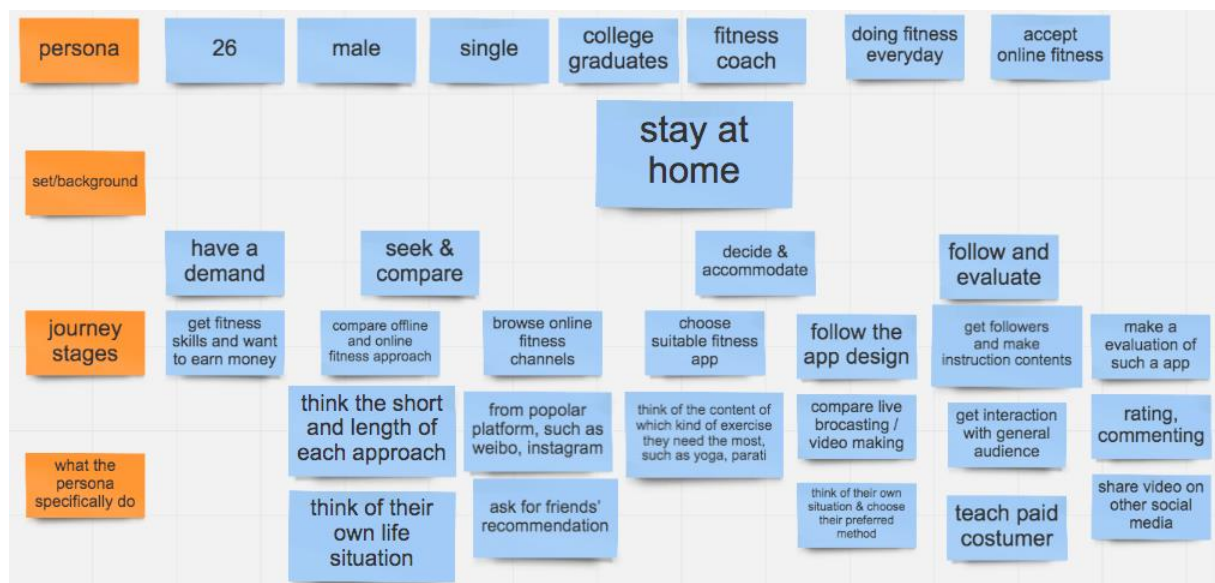 persona
26
male
single
college
graduates
fitness
coach
doing fitness
everyday
accept
online fitness
set/background
stay at
home
have a
demand
seek &
compare
decide &
accommodate
follow and
evaluate
journey
stages
get fitness
skills and want
to earn money
compare offline
and online
fitness approach
browse online
fitness
channels
choose
suitable fitness
app
follow the
app design
get followers
and make
instruction contents
make a
evaluation of
such a app
what the
persona
specifically do
think the short
and length of
each approach
from popolar
platform, such as
weibo, instagram
think of the content of
which kind of exercise
they need the most,
such as yoga, parati
compare live
brocasting /
video making
get interaction
with general
audience
rating,
commenting
think of their
own life
situation
ask for friends'
recommendation
think of their own
situation & choose
their preferred
method
teach paid
costumer
share video on
other social
media